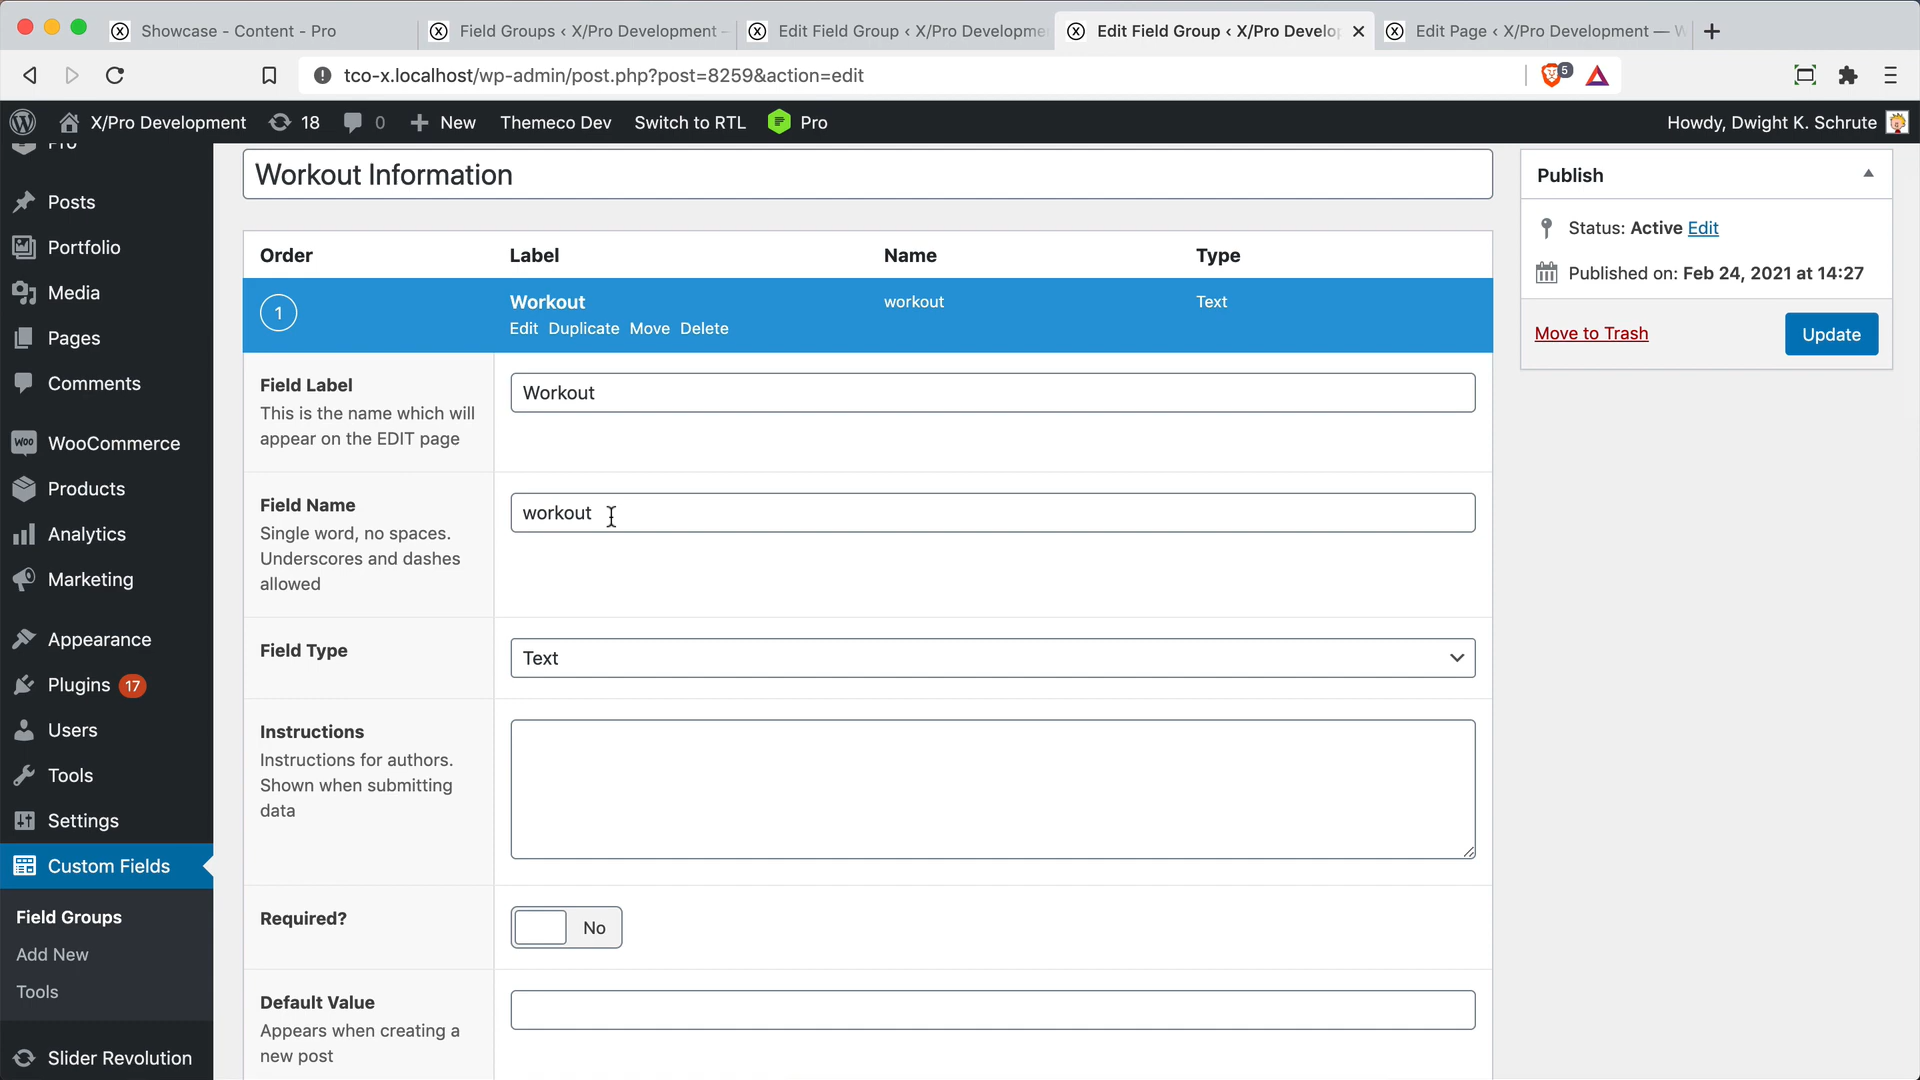 Showcase - Content - Pro
Field Groups ‹ X/Pro Development -
Edit Field Group ‹ X/Pro Developme
Edit Field Group ‹ X/Pro Develo
Edit Page ‹ X/Pro Development — W
tco-x.localhost/wp-admin/post.php?post=8259&action=edit
5
X/Pro Development
18
0
New
Themeco Dev
Switch to RTL
Pro
Howdy, Dwight K. Schrute
Pro
Posts
Portfolio
Media
Pages
Comments
WooCommerce
Products
Analytics
Marketing
Appearance
Plugins 17
Users
Tools
Settings
Custom Fields
Field Groups
Add New
Tools
Slider Revolution
Workout Information
Order Label Name Type
1 Workout workout Text
Edit Duplicate Move Delete
Field Label
This is the name which will
appear on the EDIT page
Workout
Field Name
Single word, no spaces.
Underscores and dashes
allowed
workout
Field Type
Text
Instructions
Instructions for authors.
Shown when submitting
data
Required?
No
Default Value
Appears when creating a
new post
Publish
Status: Active Edit
Published on: Feb 24, 2021 at 14:27
Move to Trash
Update